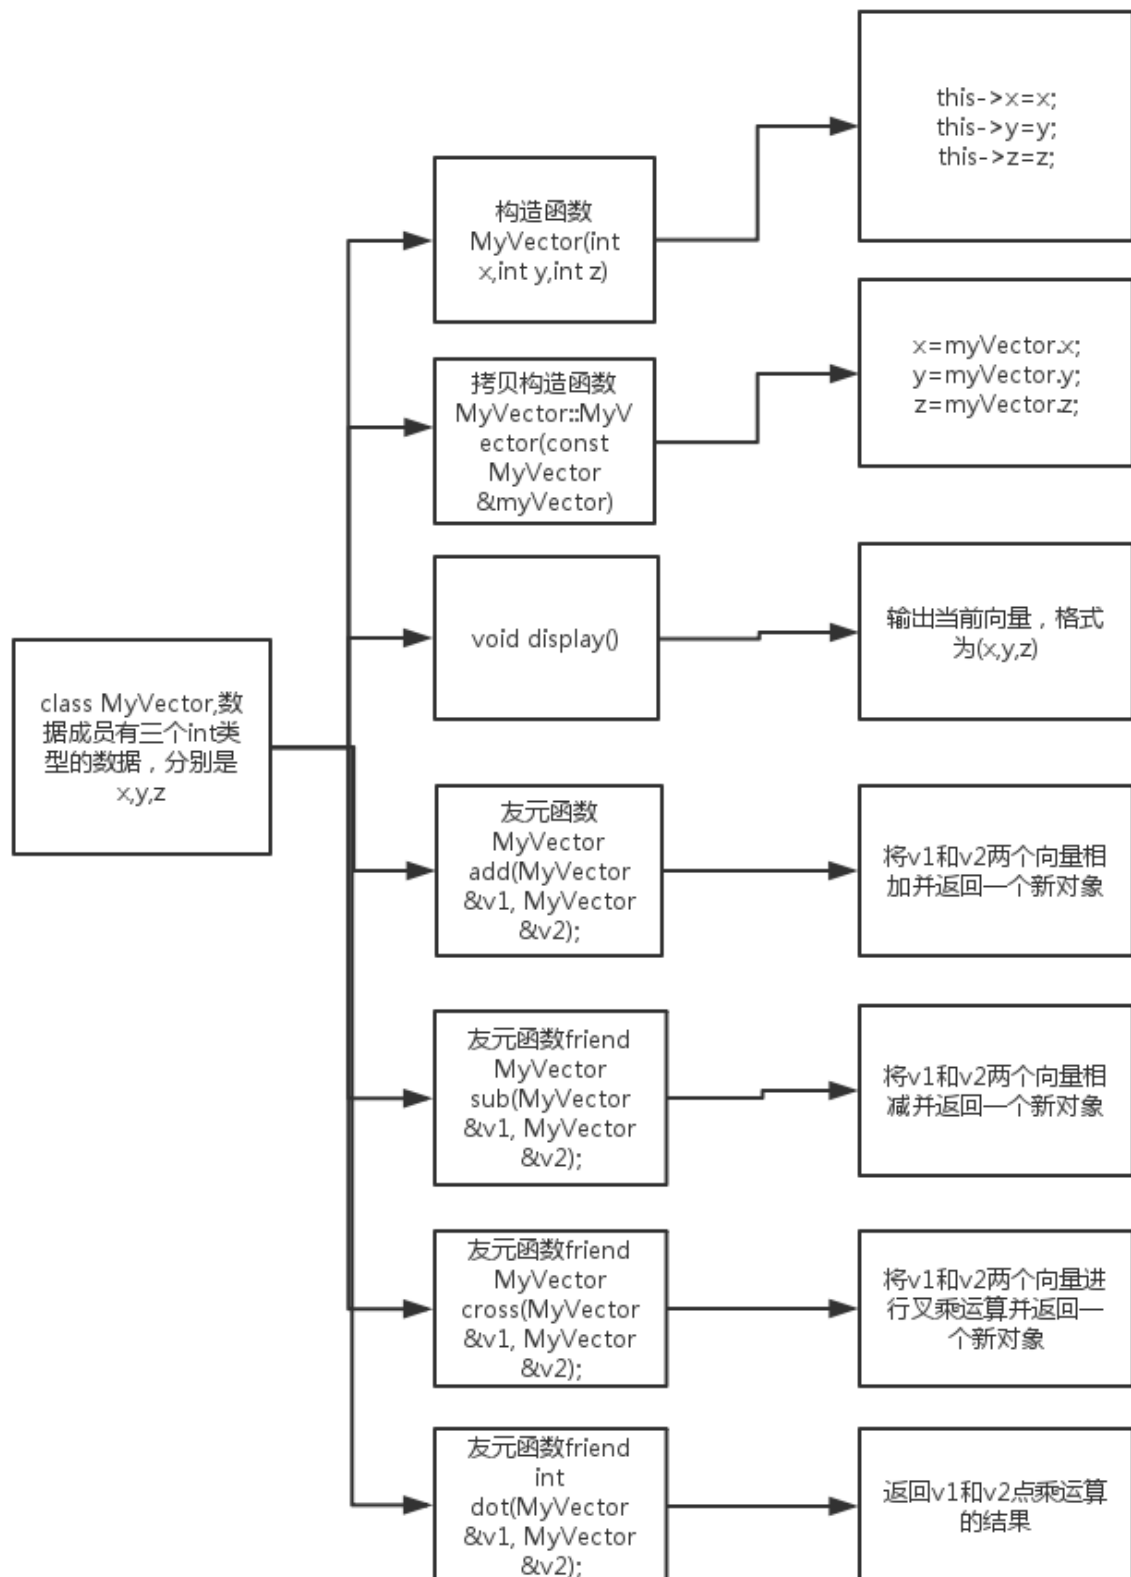 this->x=x;
this->y=y;
this->z=z;
构造函数
MyVector(int
x,int y,int z)
x=myVector.x;
y=myVector.y;
z=myVector.z;
拷贝构造函数
MyVector::MyV
ector(const
MyVector
&myVector)
void display()
输出当前向量，格式
为(x,y,z)
class MyVector,数
据成员有三个int类
型的数据，分别是
x,y,z
友元函数
MyVector
add(MyVector
&v1, MyVector
&v2);
将v1和v2两个向量相
加并返回一个新对象
友元函数friend
MyVector
sub(MyVector
&v1, MyVector
&v2);
将v1和v2两个向量相
减并返回一个新对象
友元函数friend
MyVector
cross(MyVector
&v1, MyVector
&v2);
将v1和v2两个向量进
行叉乘运算并返回一
个新对象
友元函数friend
int
dot(MyVector
&v1, MyVector
&v2);
返回v1和v2点乘运算
的结果